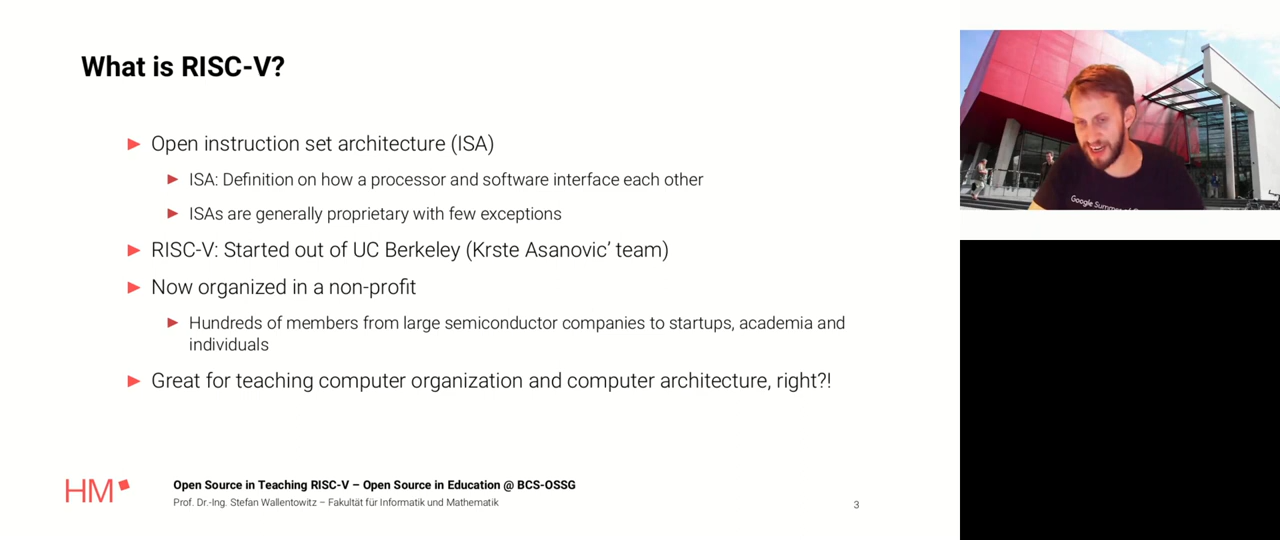 What is RISC-V?
Open instruction set architecture (ISA)
ISA: Definition on how a processor and software interface each other
ISAs are generally proprietary with few exceptions
RISC-V: Started out of UC Berkeley (Krste Asanovic’ team)
Now organized in a non-profit
Hundreds of members from large semiconductor companies to startups, academia and
individuals
Great for teaching computer organization and computer architecture, right?!
HM
Open Source in Teaching RISC-V – Open Source in Education @ BCS-OSSG
Prof. Dr.-Ing. Stefan Wallentowitz – Fakultät für Informatik und Mathematik
3
Google Summer of